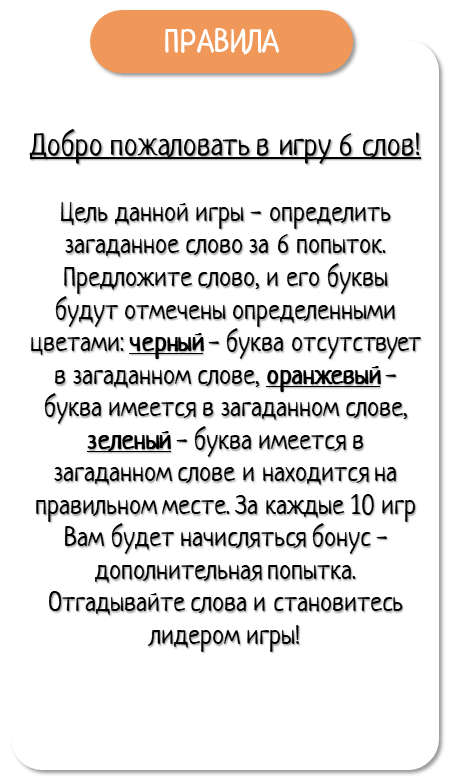 ПРАВИЛА
Добро пожаловать в игру 6 слов!
Цель данной игры - определить
загаданное слово за 6 попыток.
Предложите слово, и его буквы
будут отмечены определенными
цветами: черный - буква отсутствует
в загаданном слове, оранжевый -
буква имеется в загаданном слове,
зеленый - буква имеется в
загаданном слове и находится на
правильном месте. За каждые 10 игр
Вам будет начисляться бонус -
дополнительная попытка.
Отгадывайте слова и становитесь
лидером игры!